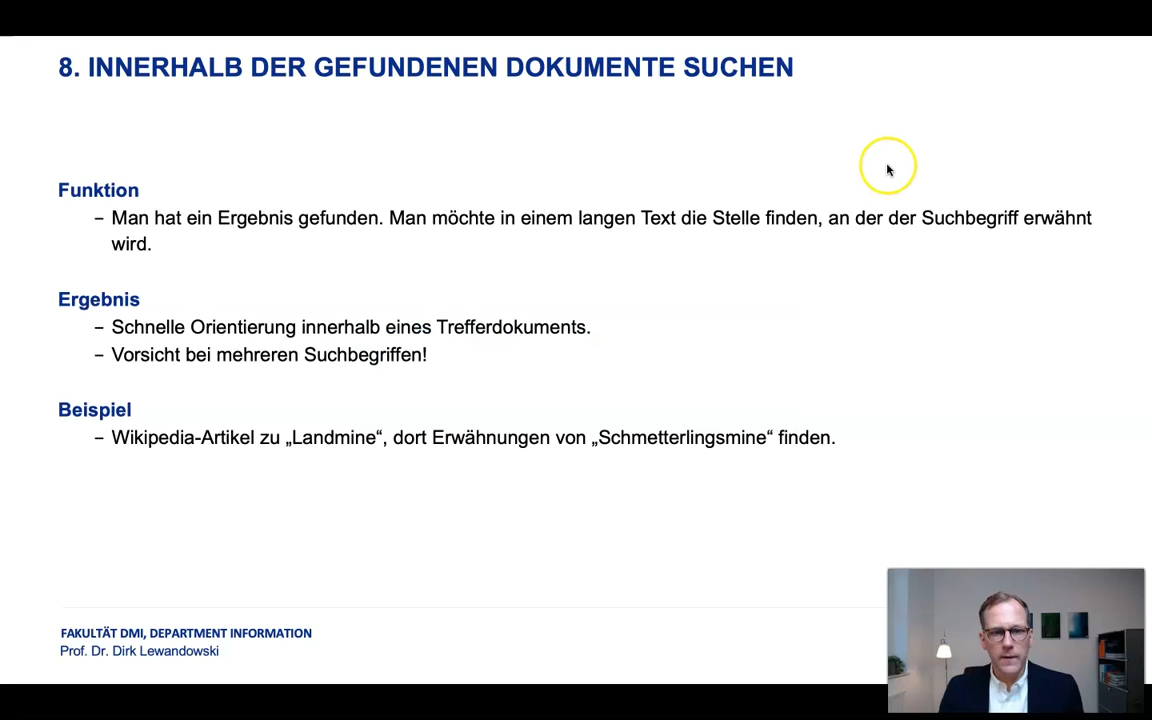 8. INNERHALB DER GEFUNDENEN DOKUMENTE SUCHEN
Funktion
– Man hat ein Ergebnis gefunden. Man möchte in einem langen Text die Stelle finden, an der der Suchbegriff erwähnt
wird.
Ergebnis
– Schnelle Orientierung innerhalb eines Trefferdokuments.
– Vorsicht bei mehreren Suchbegriffen!
Beispiel
– Wikipedia-Artikel zu „Landmine“, dort Erwähnungen von „Schmetterlingsmine“ finden.
FAKULTÄT DMI, DEPARTMENT INFORMATION
Prof. Dr. Dirk Lewandowski